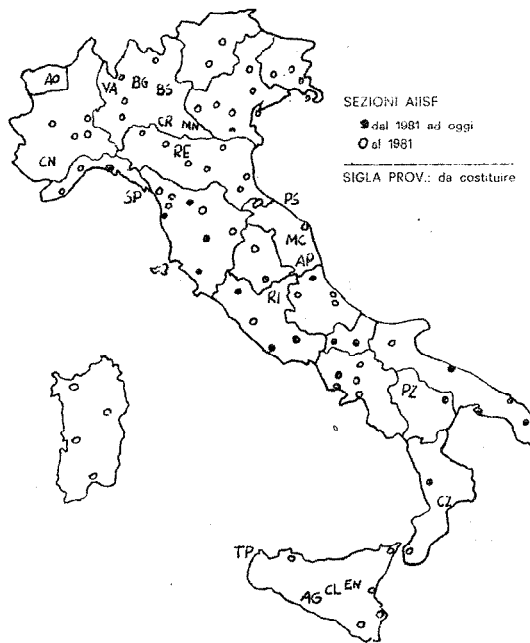 AO
VA
BG
BS
SEZIONI AIISF
dal 1981 ad oggi
al 1981
CR
MN
RE
CN
SIGLA PROV.: da costituire
SP
PS
MC
AP
RI
PZ
CZ
TP
AG
CL
EN